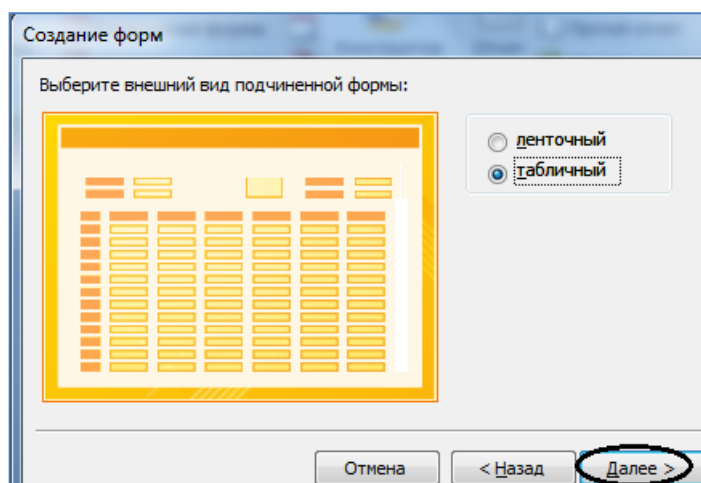 Создание форм
Выберите внешний вид подчиненной формы:
ленточный
табличный
Отмена
< Назад
Далее >